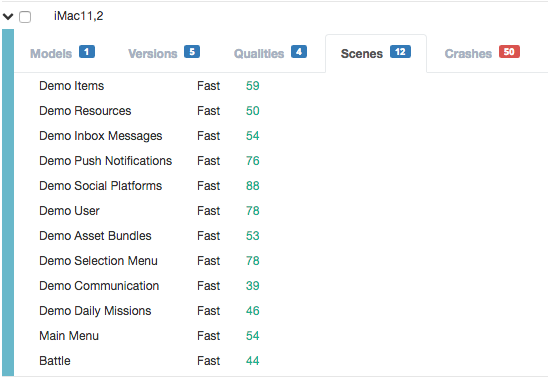 iMac11,2
Models 1 Versions 5 Qualities 4 Scenes 12 Crashes 50
Demo Items Fast 59
Demo Resources Fast 50
Demo Inbox Messages Fast 54
Demo Push Notifications Fast 76
Demo Social Platforms Fast 88
Demo User Fast 78
Demo Asset Bundles Fast 53
Demo Selection Menu Fast 78
Demo Communication Fast 39
Demo Daily Missions Fast 46
Main Menu Fast 54
Battle Fast 44